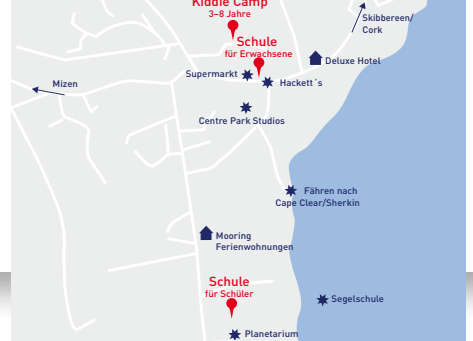 Kiddie Camp
3–8 Jahre
Skibbereen/
Cork
Schule
für Erwachsene
Deluxe Hotel
Supermarkt
Hackett´s
Mizen
Centre Park Studios
Fähren nach
Cape Clear/Sherkin
Mooring
Ferienwohnungen
Schule
für Schüler
Segelschule
Planetarium